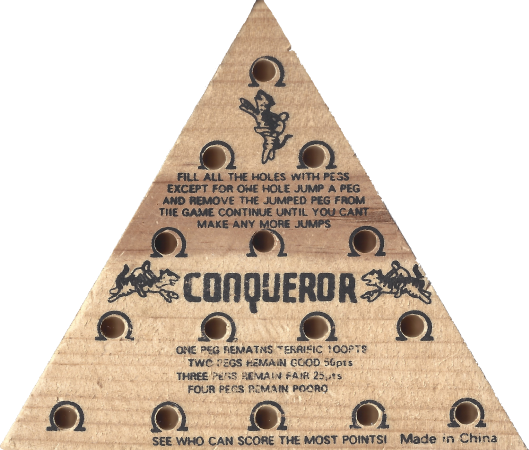 FILL ALL THE HOLES WITH PEGS
EXCEPT FOR ONE HOLE JUMP A PEG
AND REMOVE THE JUMPED PEG FROM
THE GAME CONTINUE UNTIL YOU CANT
MAKE ANY MORE JUMPS
CONQUEROR
ONE PEG REMAINS TERRIFIC 100PTS
TWO PEGS REMAIN GOOD 50pts
THREE PEGS REMAIN FAIR 25pts
FOUR PEGS REMAIN POOR0
SEE WHO CAN SCORE THE MOST POINTS! Made in China